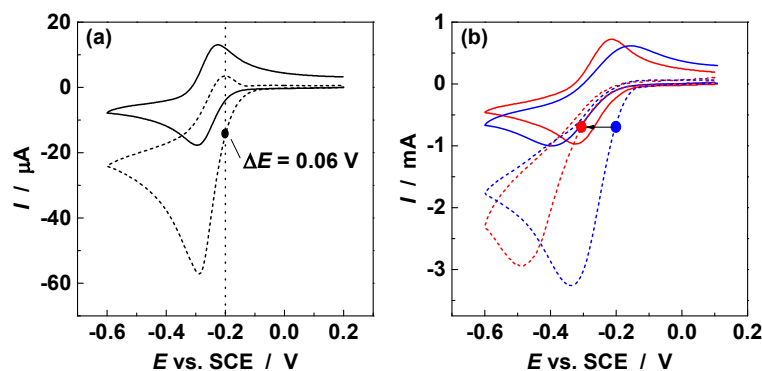 (a)
20
0
-20
-40
-60
I / µA
ΔE = 0.06 V
-0.6 -0.4 -0.2 0.0 0.2
E vs. SCE / V
(b)
1
0
-1
-2
-3
I / mA
-0.6 -0.4 -0.2 0.0 0.2
E vs. SCE / V